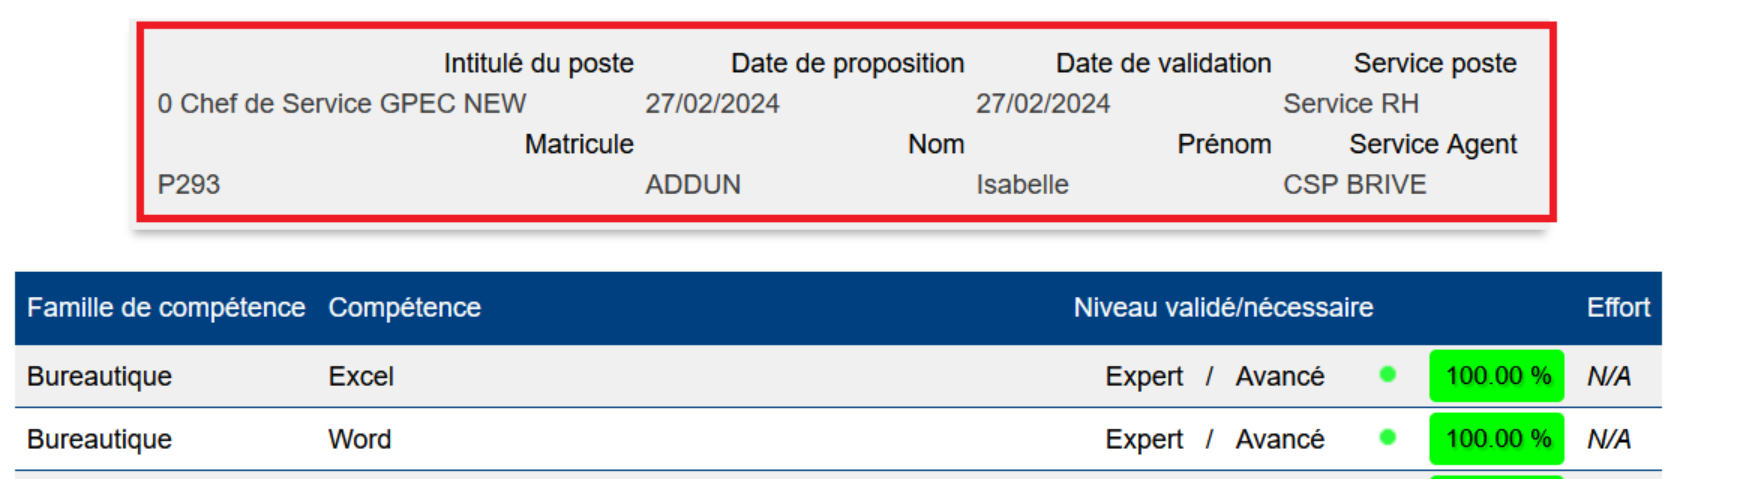 Intitulé du poste Date de proposition Date de validation Service poste
0 Chef de Service GPEC NEW 27/02/2024 27/02/2024 Service RH
Matricule Nom Prénom Service Agent
P293 ADDUN Isabelle CSP BRIVE
Famille de compétence Compétence Niveau validé/nécessaire Effort
Bureautique Excel Expert / Avancé 100.00 % N/A
Bureautique Word Expert / Avancé 100.00 % N/A